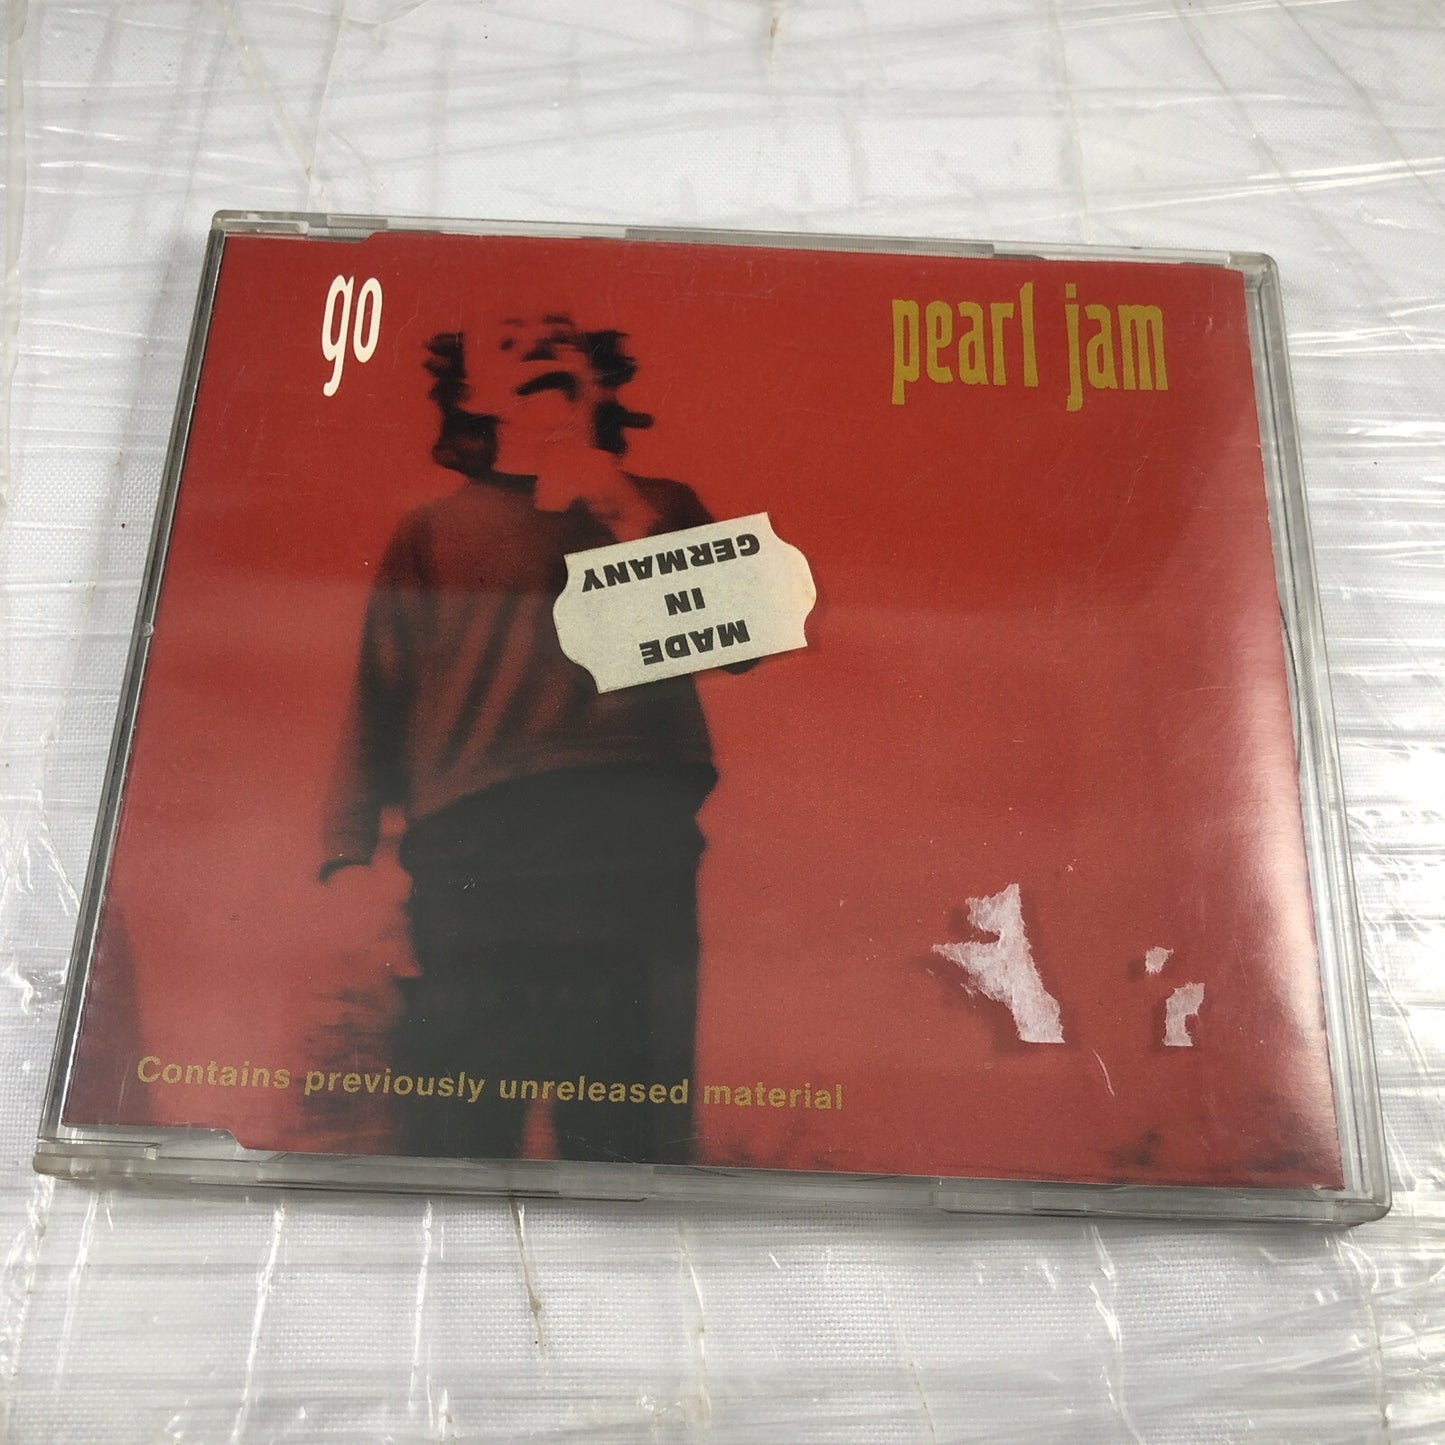 go
pearl jam
MADE
IN
GERMANY
Contains previously unreleased material